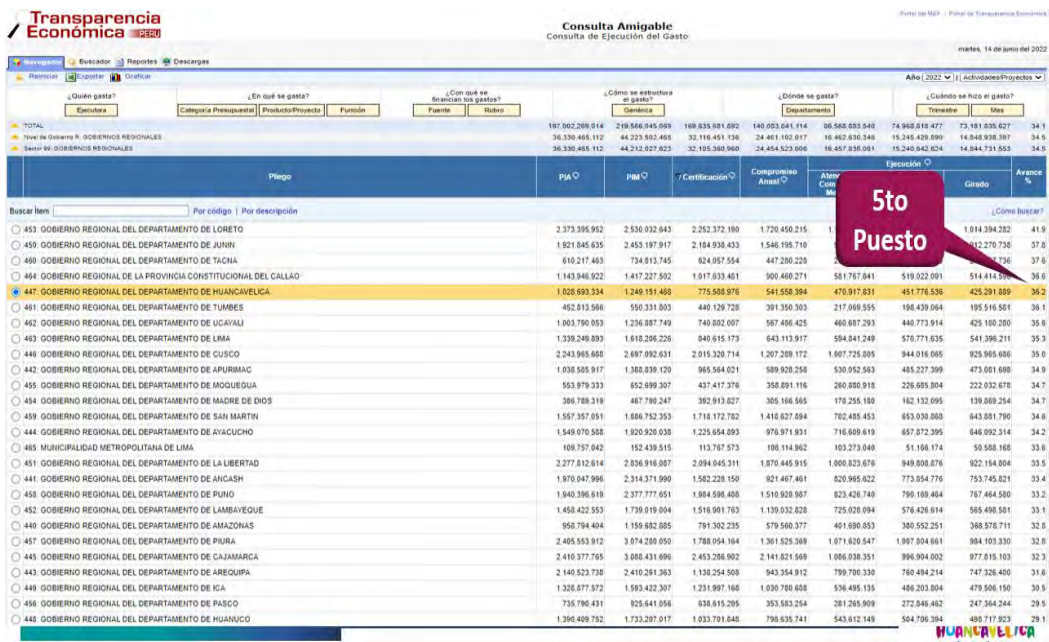 Portal del MEF | Portal de Transparencia Económica
Transparencia
Económica PERU
Consulta Amigable
Consulta de Ejecución del Gasto
martes, 14 de junio del 2022
Navegador Buscador Reportes Descargas
Reiniciar Exportar Graficar
Año 2022 Actividades/Proyectos
¿Quién gasta? ¿En qué se gasta? ¿Con qué se financian los gastos? ¿Cómo se estructura el gasto? ¿Dónde se gasta? ¿Cuándo se hizo el gasto?
Ejecutora Categoría Presupuestal Producto/Proyecto Función Fuente Rubro Genérica Departamento Trimestre Mes
TOTAL 197.002.269.014 219.566.045.069 169.635.681.692 140.003.641.114 86.568.683.540 74.968.618.477 73.181.835.627 34.1
Nivel de Gobierno R: GOBIERNOS REGIONALES 36.330.465.112 44.223.502.465 32.116.451.136 24.461.102.017 16.462.630.346 15.245.429.890 14.848.938.397 34.5
Sector 99: GOBIERNOS REGIONALES 36.330.465.112 44.212.027.823 32.105.360.960 24.454.523.006 16.457.838.061 15.240.642.624 14.844.731.553 34.5
Pliego PIA PIM Certificación Compromiso Anual Ejecución Girado Avance %
5to
Puesto
Buscar ítem Por código | Por descripción ¿Cómo buscar?
453: GOBIERNO REGIONAL DEL DEPARTAMENTO DE LORETO 2.373.395.952 2.530.032.643 2.252.372.190 1.720.450.215 1.014.394.282 41.9
450: GOBIERNO REGIONAL DEL DEPARTAMENTO DE JUNIN 1.921.845.635 2.453.197.917 2.184.938.433 1.546.195.710 912.270.738 37.8
460: GOBIERNO REGIONAL DEL DEPARTAMENTO DE TACNA 610.217.463 734.813.745 624.057.554 447.280.228 37.6
464: GOBIERNO REGIONAL DE LA PROVINCIA CONSTITUCIONAL DEL CALLAO 1.143.946.922 1.417.227.502 1.017.633.461 900.460.271 581.767.841 519.022.091 36.6
447: GOBIERNO REGIONAL DEL DEPARTAMENTO DE HUANCAVELICA 1.028.693.334 1.249.151.468 775.588.976 541.558.394 470.917.831 451.776.536 425.291.889 36.2
461: GOBIERNO REGIONAL DEL DEPARTAMENTO DE TUMBES 452.813.566 550.331.803 440.129.728 391.350.303 217.069.555 198.439.064 195.516.581 36.1
462: GOBIERNO REGIONAL DEL DEPARTAMENTO DE UCAYALI 1.003.790.053 1.236.887.749 740.802.007 567.486.425 460.687.293 440.773.914 425.180.280 35.6
463: GOBIERNO REGIONAL DEL DEPARTAMENTO DE LIMA 1.339.249.893 1.618.206.226 840.615.173 643.113.917 594.841.249 570.771.635 541.396.211 35.3
446: GOBIERNO REGIONAL DEL DEPARTAMENTO DE CUSCO 2.243.965.688 2.697.092.631 2.015.320.714 1.207.289.172 1.007.725.805 944.016.065 925.965.686 35.0
442: GOBIERNO REGIONAL DEL DEPARTAMENTO DE APURIMAC 1.038.585.917 1.388.839.120 965.564.021 589.928.258 530.052.563 485.227.399 473.081.698 34.9
455: GOBIERNO REGIONAL DEL DEPARTAMENTO DE MOQUEGUA 553.979.333 652.699.307 437.417.376 358.891.116 260.880.918 226.685.804 222.032.678 34.7
454: GOBIERNO REGIONAL DEL DEPARTAMENTO DE MADRE DE DIOS 386.789.319 467.790.247 392.913.827 305.166.565 178.255.180 162.132.095 139.869.254 34.7
459: GOBIERNO REGIONAL DEL DEPARTAMENTO DE SAN MARTIN 1.557.357.051 1.886.752.353 1.718.172.782 1.418.627.894 702.485.453 653.030.868 643.881.790 34.6
444: GOBIERNO REGIONAL DEL DEPARTAMENTO DE AYACUCHO 1.549.070.588 1.920.920.038 1.225.654.893 976.971.931 716.609.619 657.872.395 646.092.314 34.2
465: MUNICIPALIDAD METROPOLITANA DE LIMA 109.757.042 152.439.515 113.767.573 108.114.962 103.273.040 51.166.174 50.588.168 33.6
451: GOBIERNO REGIONAL DEL DEPARTAMENTO DE LA LIBERTAD 2.277.812.614 2.836.916.087 2.094.045.311 1.870.445.915 1.000.823.676 949.808.876 922.154.804 33.5
441: GOBIERNO REGIONAL DEL DEPARTAMENTO DE ANCASH 1.970.047.996 2.314.371.990 1.582.228.150 921.467.461 820.965.622 773.854.776 753.745.821 33.4
458: GOBIERNO REGIONAL DEL DEPARTAMENTO DE PUNO 1.940.396.619 2.377.777.651 1.984.598.488 1.510.928.987 823.426.740 790.169.464 767.464.580 33.2
452: GOBIERNO REGIONAL DEL DEPARTAMENTO DE LAMBAYEQUE 1.458.422.553 1.739.019.004 1.516.901.763 1.139.032.828 725.028.094 576.426.614 565.498.581 33.1
440: GOBIERNO REGIONAL DEL DEPARTAMENTO DE AMAZONAS 958.794.404 1.159.682.885 791.302.235 579.560.377 401.690.853 380.552.251 368.578.711 32.8
457: GOBIERNO REGIONAL DEL DEPARTAMENTO DE PIURA 2.405.553.912 3.074.280.050 1.788.054.164 1.361.525.369 1.071.620.547 1.007.804.661 984.103.330 32.8
445: GOBIERNO REGIONAL DEL DEPARTAMENTO DE CAJAMARCA 2.410.377.765 3.088.431.696 2.453.286.902 2.141.821.569 1.086.038.351 996.904.002 977.815.103 32.3
443: GOBIERNO REGIONAL DEL DEPARTAMENTO DE AREQUIPA 2.140.523.738 2.410.261.363 1.138.254.508 943.354.912 799.700.330 760.494.214 747.326.400 31.6
449: GOBIERNO REGIONAL DEL DEPARTAMENTO DE ICA 1.328.877.572 1.593.422.307 1.231.997.168 1.030.780.688 536.495.135 486.203.804 479.506.150 30.5
456: GOBIERNO REGIONAL DEL DEPARTAMENTO DE PASCO 735.790.431 925.641.056 638.615.295 353.583.254 281.265.909 272.846.462 247.364.244 29.5
448: GOBIERNO REGIONAL DEL DEPARTAMENTO DE HUANUCO 1.390.409.752 1.733.207.017 1.033.701.848 798.635.741 543.612.149 504.706.394 498.717.923 29.1
HUANCAVELICA